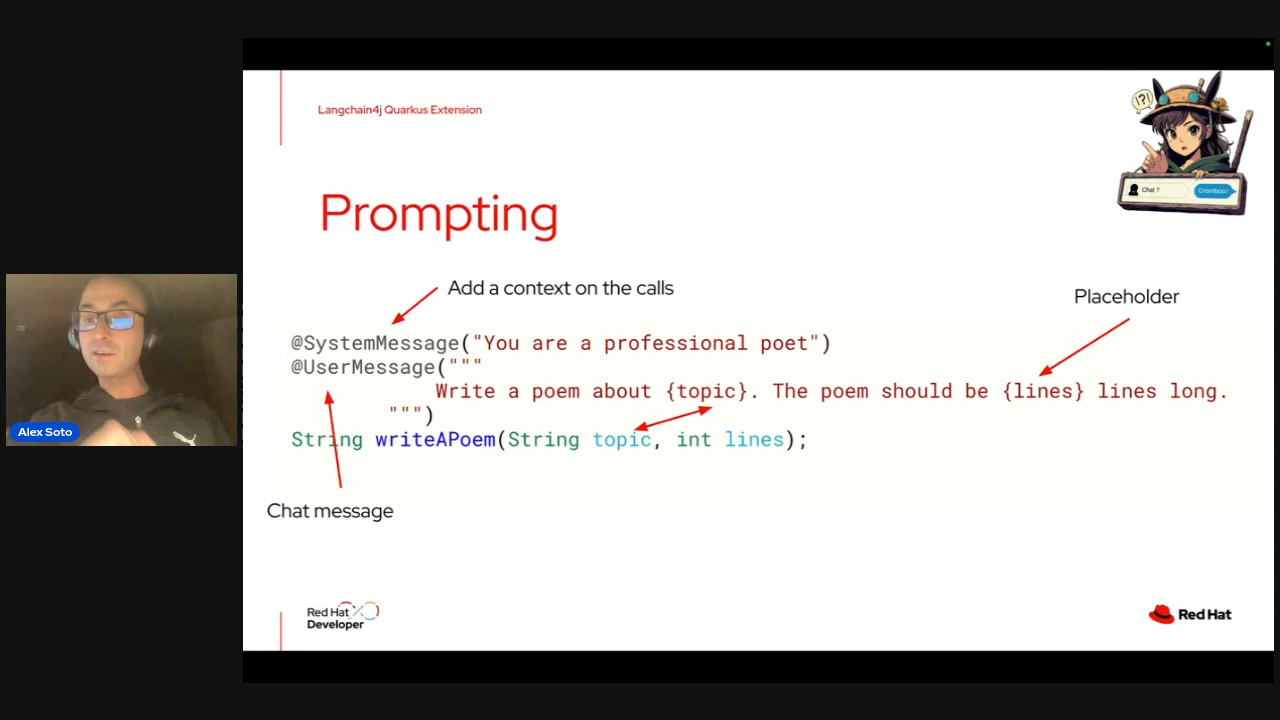 Langchain4j Quarkus Extension
!?!
Chat ?
Cromboo!
Prompting
Add a context on the calls
Placeholder
@SystemMessage("You are a professional poet")
@UserMessage("""
Write a poem about {topic}. The poem should be {lines} lines long.
""")
String writeAPoem(String topic, int lines);
Chat message
Alex Soto
Red Hat
Developer
Red Hat